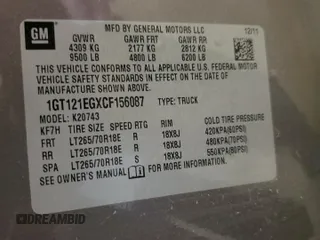 GM
MFD BY GENERAL MOTORS LLC 12/11
GVWR GAWR FRT GAWR RR
4309 KG 2177 KG 2812 KG
9500 LB 4800 LB 6200 LB
THIS VEHICLE CONFORMS TO ALL APPLICABLE U.S. FEDERAL MOTOR
VEHICLE SAFETY STANDARDS IN EFFECT ON THE DATE OF
MANUFACTURE SHOWN ABOVE.
1GT121EGXCF156087 TYPE: TRUCK
MODEL: K20743
KF7H TIRE SIZE SPEED RTG RIM COLD TIRE PRESSURE
FRT LT265/70R18E R 18X8J 420KPA(60PSI)
RR LT265/70R18E R 18X8J 486KPA(70PSI)
SPA LT265/70R18E R 18X8J 550KPA(80PSI)
SEE OWNER'S MANUAL
DREAMBID